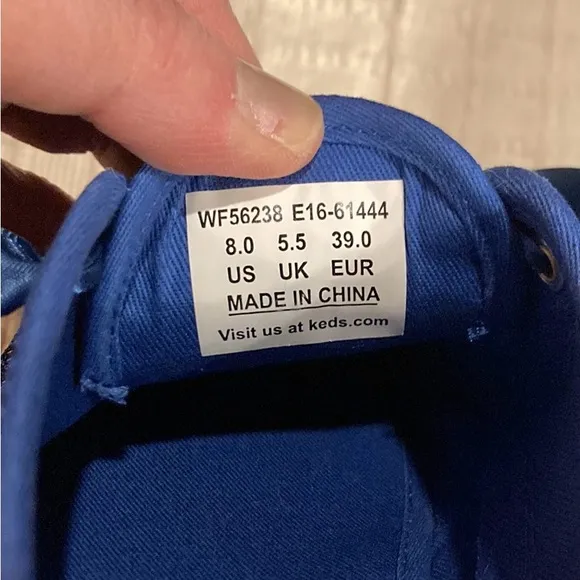 WF56238 E16-61444
8.0 5.5 39.0
US UK EUR
MADE IN CHINA
Visit us at keds.com